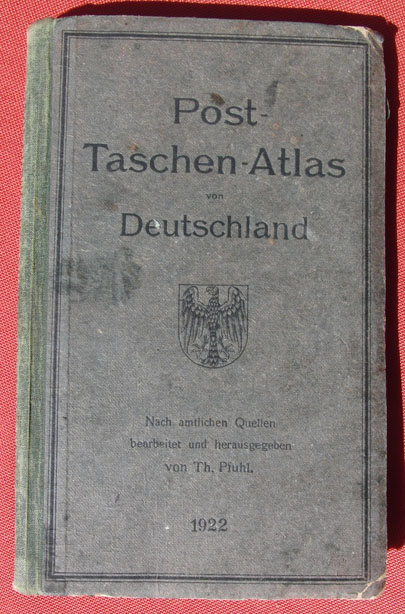 Post-
Taschen-Atlas
von
Deutschland
Nach amtlichen Quellen
bearbeitet und herausgegeben
von Th. Pfuhl.
1922